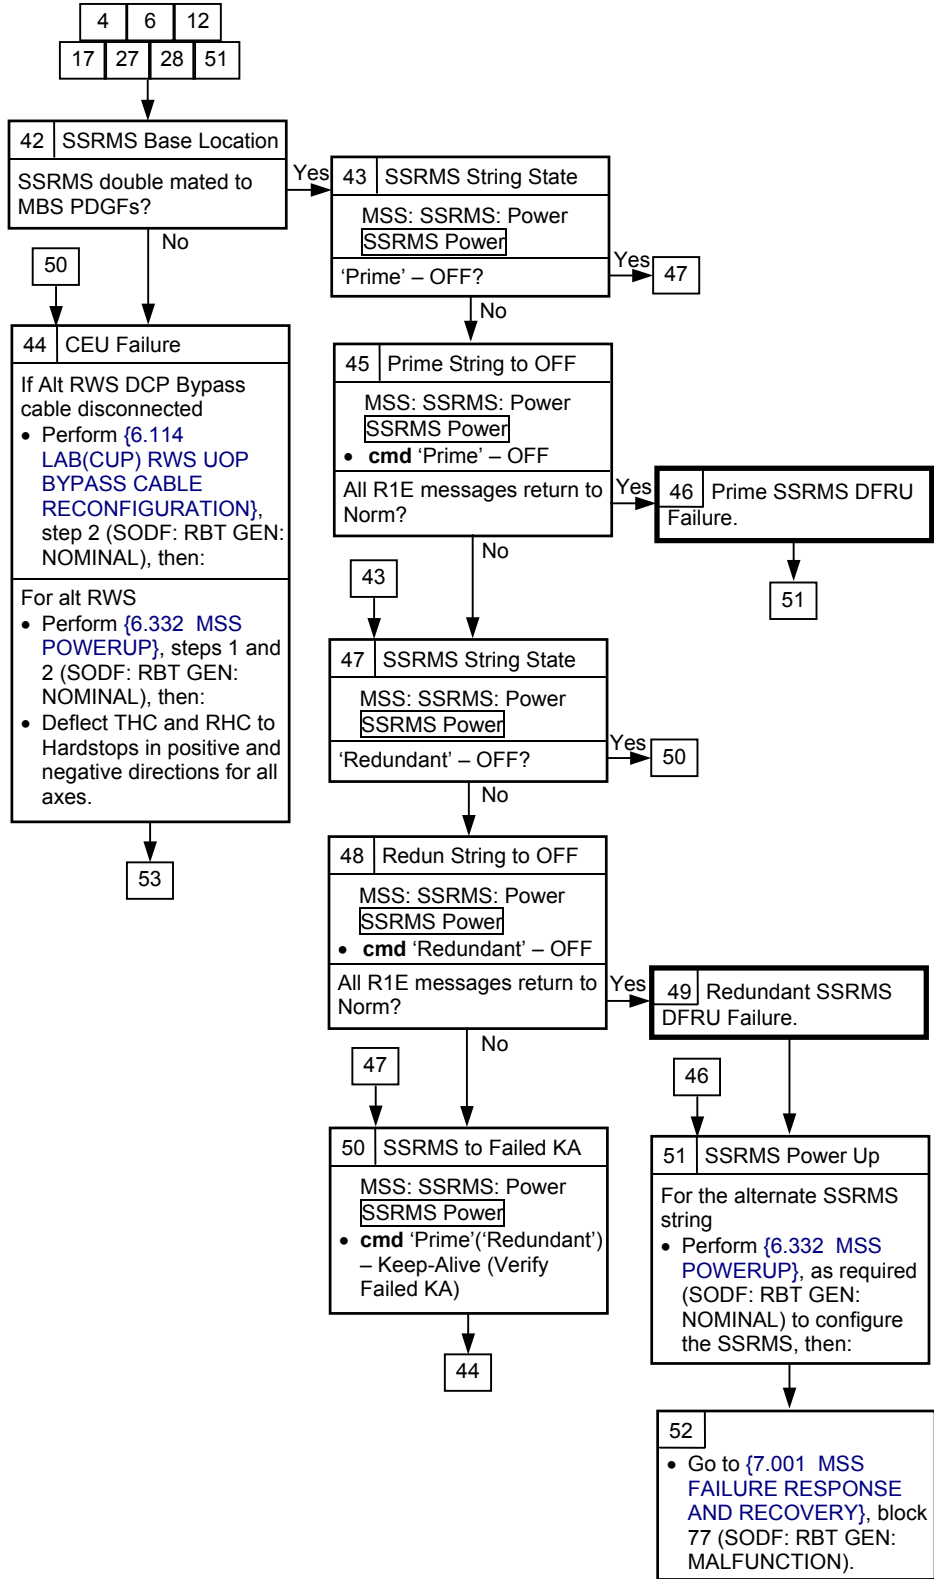 4 6 12
17 27 28 51
42 SSRMS Base Location
SSRMS double mated to
MBS PDGFs?
Yes
No
43 SSRMS String State
MSS: SSRMS: Power
SSRMS Power
‘Prime’ – OFF?
Yes
47
No
50
44 CEU Failure
If Alt RWS DCP Bypass
cable disconnected
• Perform {6.114
LAB(CUP) RWS UOP
BYPASS CABLE
RECONFIGURATION},
step 2 (SODF: RBT GEN:
NOMINAL), then:
For alt RWS
• Perform {6.332 MSS
POWERUP}, steps 1 and
2 (SODF: RBT GEN:
NOMINAL), then:
• Deflect THC and RHC to
Hardstops in positive and
negative directions for all
axes.
53
45 Prime String to OFF
MSS: SSRMS: Power
SSRMS Power
• cmd ‘Prime’ – OFF
All R1E messages return to
Norm?
Yes
No
46 Prime SSRMS DFRU
Failure.
51
43
47 SSRMS String State
MSS: SSRMS: Power
SSRMS Power
‘Redundant’ – OFF?
Yes
50
No
48 Redun String to OFF
MSS: SSRMS: Power
SSRMS Power
• cmd ‘Redundant’ – OFF
All R1E messages return to
Norm?
Yes
No
49 Redundant SSRMS
DFRU Failure.
47
50 SSRMS to Failed KA
MSS: SSRMS: Power
SSRMS Power
• cmd ‘Prime’(‘Redundant’)
– Keep-Alive (Verify
Failed KA)
44
46
51 SSRMS Power Up
For the alternate SSRMS
string
• Perform {6.332 MSS
POWERUP}, as required
(SODF: RBT GEN:
NOMINAL) to configure
the SSRMS, then:
52
• Go to {7.001 MSS
FAILURE RESPONSE
AND RECOVERY}, block
77 (SODF: RBT GEN:
MALFUNCTION).